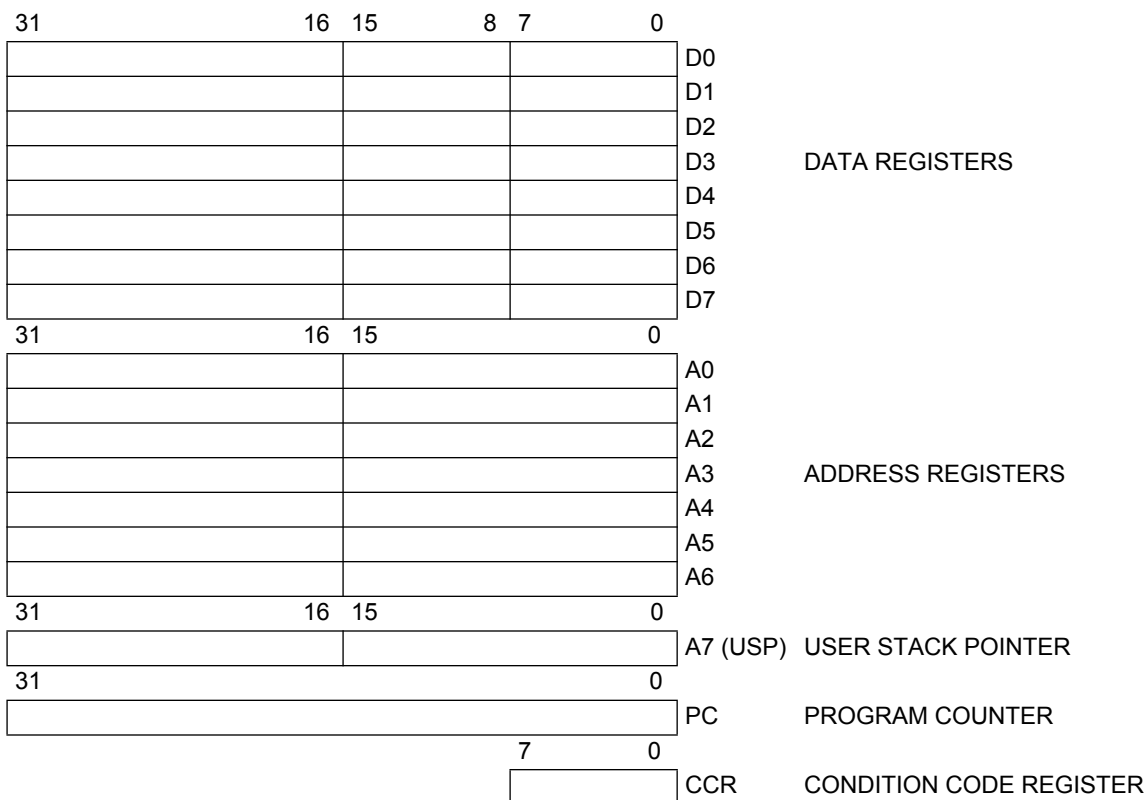 31 16 15 8 7 0
D0
D1
D2
D3 DATA REGISTERS
D4
D5
D6
D7
31 16 15 0
A0
A1
A2
A3 ADDRESS REGISTERS
A4
A5
A6
31 16 15 0
A7 (USP) USER STACK POINTER
31 0
PC PROGRAM COUNTER
7 0
CCR CONDITION CODE REGISTER